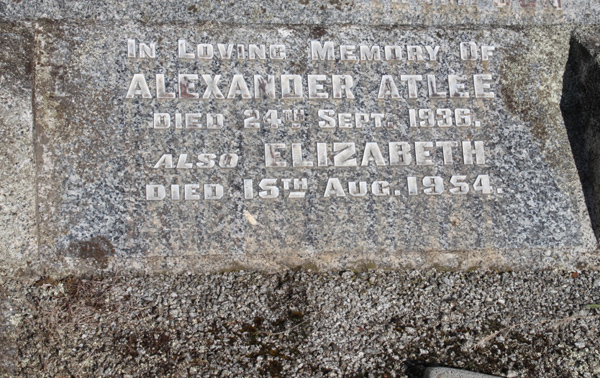 In Loving Memory Of
ALEXANDER ATLEE
Died 24TH Sept. 1936.
ALSO ELIZABETH
Died 15TH Aug. 1954.